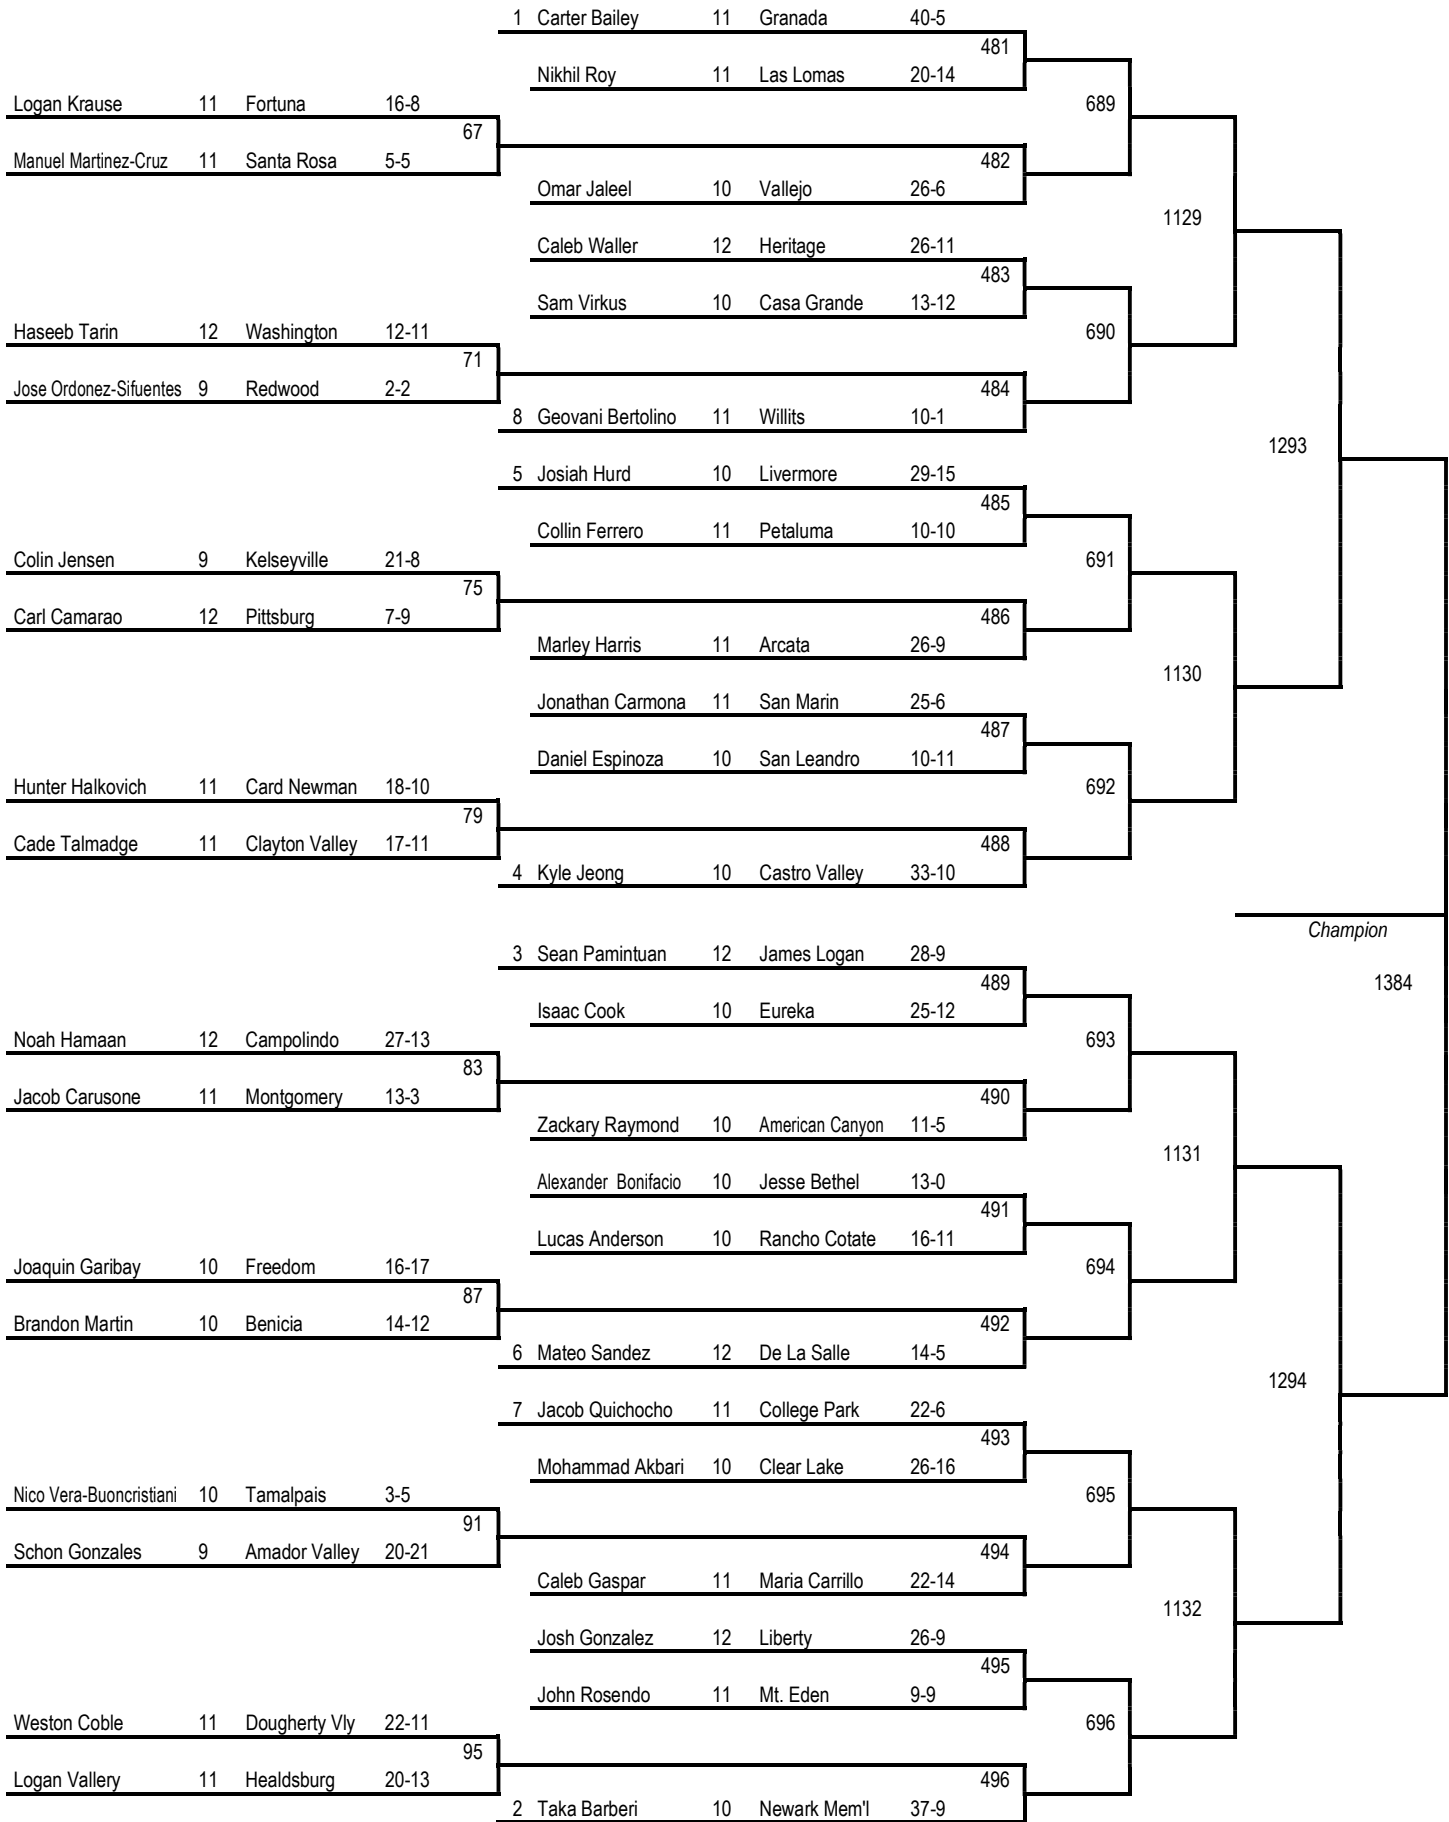 1 Carter Bailey 11 Granada 40-5
481
Nikhil Roy 11 Las Lomas 20-14
Logan Krause 11 Fortuna 16-8 689
67
Manuel Martinez-Cruz 11 Santa Rosa 5-5 482
Omar Jaleel 10 Vallejo 26-6
1129
Caleb Waller 12 Heritage 26-11
483
Sam Virkus 10 Casa Grande 13-12
Haseeb Tarin 12 Washington 12-11 690
71
Jose Ordonez-Sifuentes 9 Redwood 2-2 484
8 Geovani Bertolino 11 Willits 10-1
1293
5 Josiah Hurd 10 Livermore 29-15
485
Collin Ferrero 11 Petaluma 10-10
Colin Jensen 9 Kelseyville 21-8 691
75
Carl Camarao 12 Pittsburg 7-9 486
Marley Harris 11 Arcata 26-9
1130
Jonathan Carmona 11 San Marin 25-6
487
Daniel Espinoza 10 San Leandro 10-11
Hunter Halkovich 11 Card Newman 18-10 692
79
Cade Talmadge 11 Clayton Valley 17-11 488
4 Kyle Jeong 10 Castro Valley 33-10
Champion
3 Sean Pamintuan 12 James Logan 28-9
489 1384
Isaac Cook 10 Eureka 25-12
Noah Hamaan 12 Campolindo 27-13 693
83
Jacob Carusone 11 Montgomery 13-3 490
Zackary Raymond 10 American Canyon 11-5
1131
Alexander Bonifacio 10 Jesse Bethel 13-0
491
Lucas Anderson 10 Rancho Cotate 16-11
Joaquin Garibay 10 Freedom 16-17 694
87
Brandon Martin 10 Benicia 14-12 492
6 Mateo Sandez 12 De La Salle 14-5
1294
7 Jacob Quichocho 11 College Park 22-6
493
Mohammad Akbari 10 Clear Lake 26-16
Nico Vera-Buoncristiani 10 Tamalpais 3-5 695
91
Schon Gonzales 9 Amador Valley 20-21 494
Caleb Gaspar 11 Maria Carrillo 22-14
1132
Josh Gonzalez 12 Liberty 26-9
495
John Rosendo 11 Mt. Eden 9-9
Weston Coble 11 Dougherty Vly 22-11 696
95
Logan Vallery 11 Healdsburg 20-13 496
2 Taka Barberi 10 Newark Mem'l 37-9